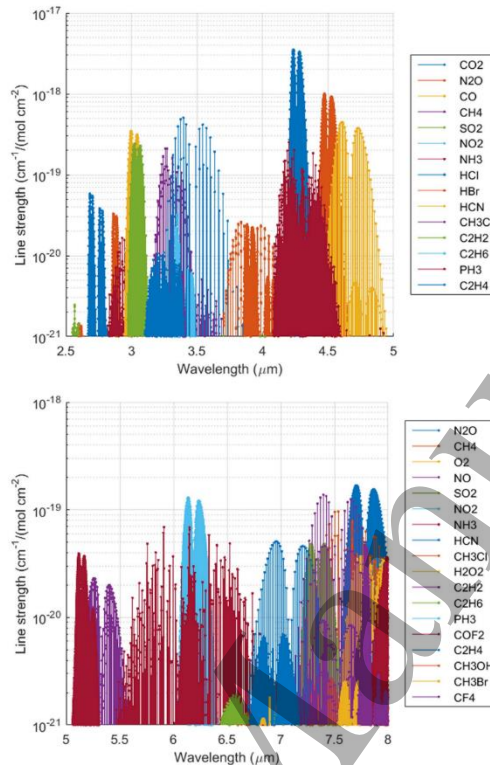 10-17
10-18
10-19
10-20
10-21
Line strength (cm-1/(mol cm-2)
2.5 3 3.5 4 4.5 5
Wavelength (μm)
CO2
N2O
CO
CH4
SO2
NO2
NH3
HCl
HBr
HCN
CH3C
C2H2
C2H6
PH3
C2H4
10-18
10-19
10-20
10-21
Line strength (cm-1/(mol cm-2)
5 5.5 6 6.5 7 7.5 8
Wavelength (μm)
N2O
CH4
O2
NO
SO2
NO2
NH3
HCN
CH3Cl
H2O2
C2H2
C2H6
PH3
COF2
C2H4
CH3OH
CH3Br
CF4